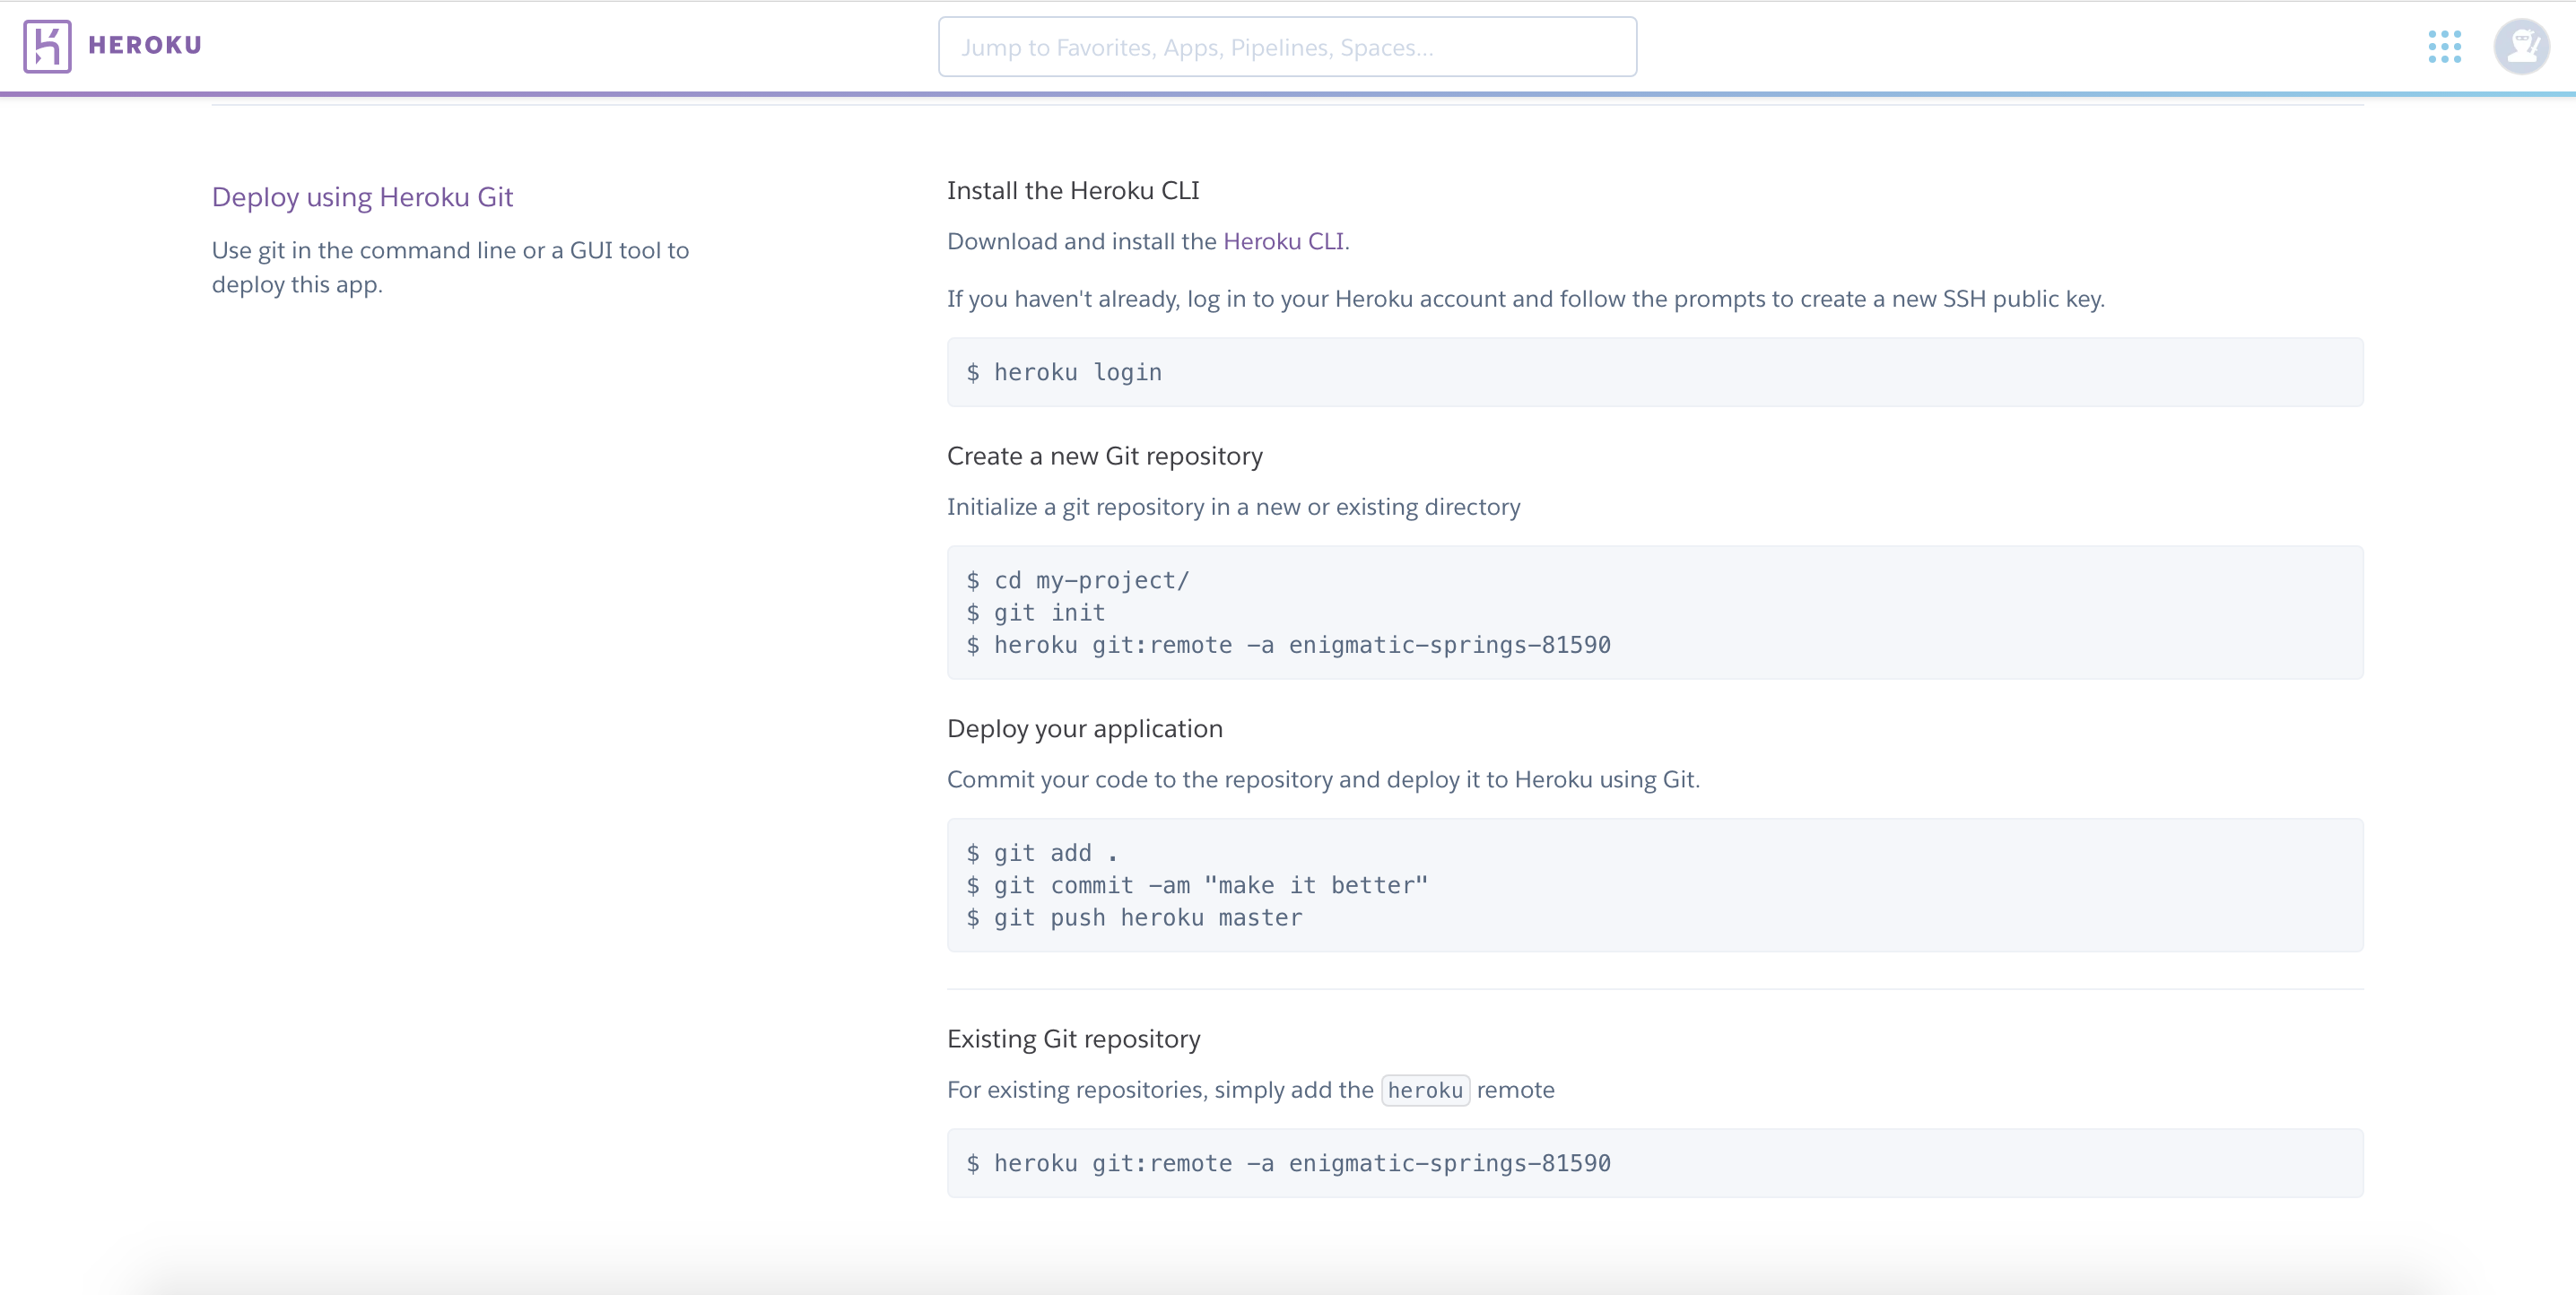 HEROKU
Jump to Favorites, Apps, Pipelines, Spaces...
Deploy using Heroku Git
Use git in the command line or a GUI tool to
deploy this app.
Install the Heroku CLI
Download and install the Heroku CLI.
If you haven't already, log in to your Heroku account and follow the prompts to create a new SSH public key.
$ heroku login
Create a new Git repository
Initialize a git repository in a new or existing directory
$ cd my-project/
$ git init
$ heroku git:remote -a enigmatic-springs-81590
Deploy your application
Commit your code to the repository and deploy it to Heroku using Git.
$ git add .
$ git commit -am "make it better"
$ git push heroku master
Existing Git repository
For existing repositories, simply add the heroku remote
$ heroku git:remote -a enigmatic-springs-81590